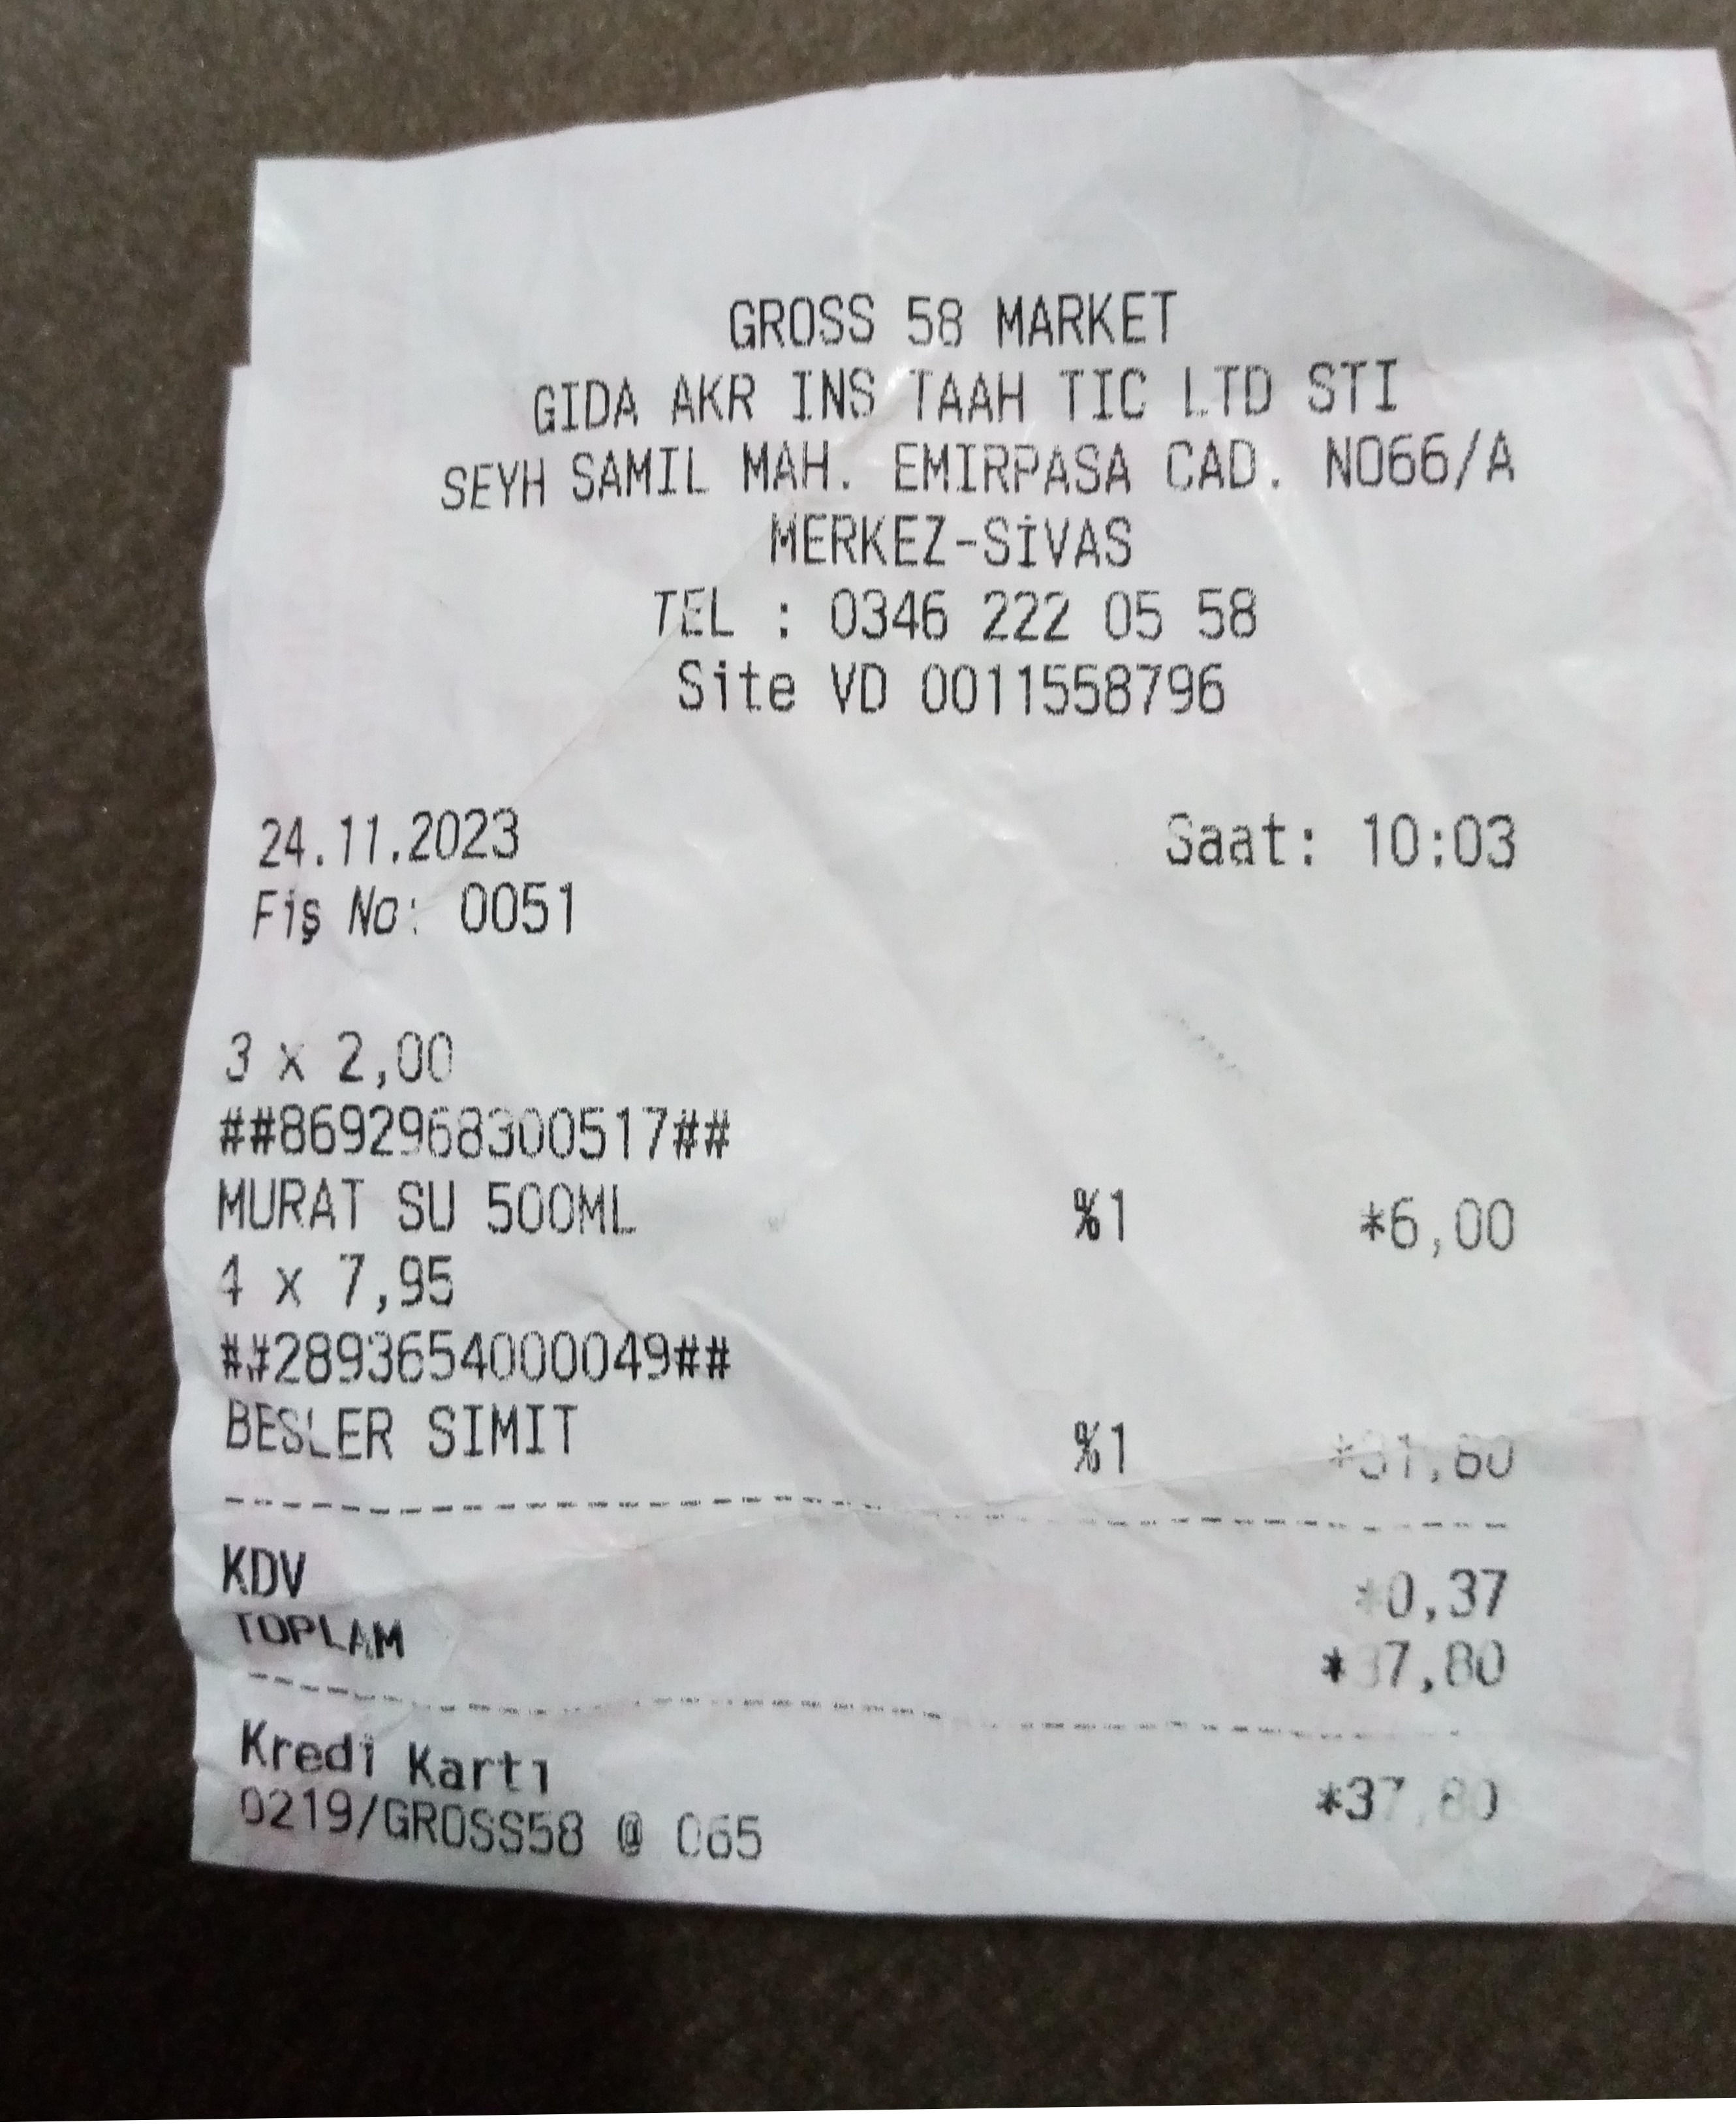 GROSS 58 MARKET
GIDA AKR INS TAAH TIC LTD STI
SEYH SAMIL MAH. EMIRPASA CAD. NO66/A
MERKEZ-SİVAS
TEL : 0346 222 05 58
Site VD 0011558796
24.11.2023 Saat: 10:03
Fiş No: 0051
3 x 2,00
##8692968300517##
MURAT SU 500ML %1 *6,00
4 x 7,95
##2893654000049##
BESLER SIMIT %1 *31,80
KDV *0,37
TOPLAM *37,80
Kredi Kartı *37,80
0219/GROSS58 @ 065